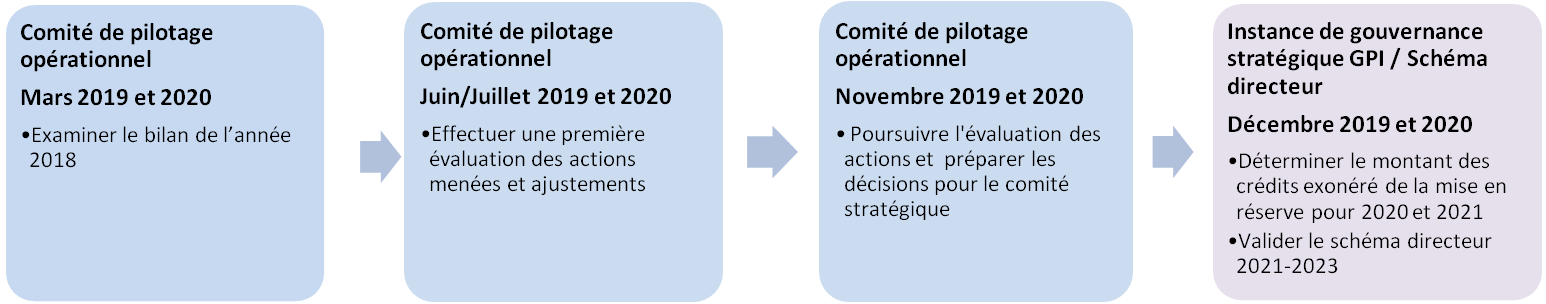 Comité de pilotage
opérationnel
Mars 2019 et 2020
•Examiner le bilan de l’année
2018
Comité de pilotage
opérationnel
Juin/Juillet 2019 et 2020
•Effectuer une première
évaluation des actions
menées et ajustements
Comité de pilotage
opérationnel
Novembre 2019 et 2020
• Poursuivre l'évaluation des
actions et préparer les
décisions pour le comité
stratégique
Instance de gouvernance
stratégique GPI / Schéma
directeur
Décembre 2019 et 2020
•Déterminer le montant des
crédits exonéré de la mise en
réserve pour 2020 et 2021
•Valider le schéma directeur
2021-2023